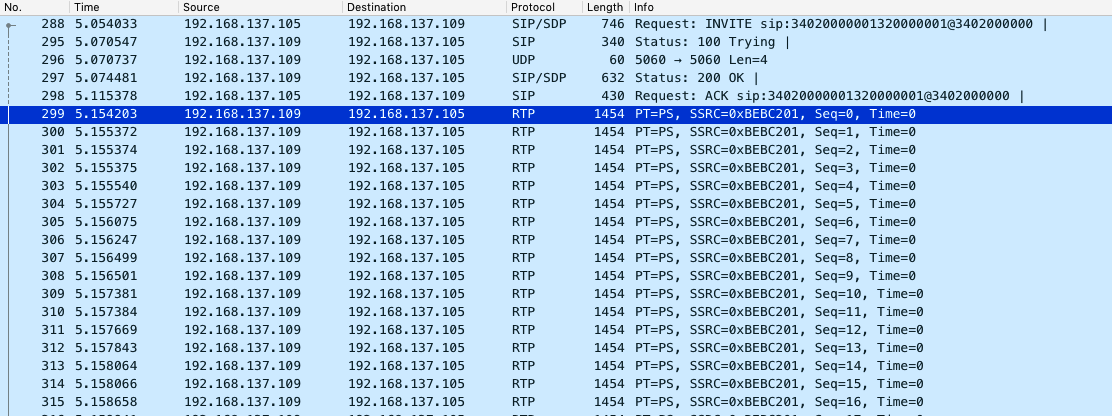 No. Time Source Destination Protocol Length Info
288 5.054033 192.168.137.105 192.168.137.109 SIP/SDP 746 Request: INVITE sip:34020000001320000001@3402000000 |
295 5.070547 192.168.137.109 192.168.137.105 SIP 340 Status: 100 Trying |
296 5.070737 192.168.137.109 192.168.137.105 UDP 60 5060 → 5060 Len=4
297 5.074481 192.168.137.109 192.168.137.105 SIP/SDP 632 Status: 200 OK |
298 5.115378 192.168.137.105 192.168.137.109 SIP 430 Request: ACK sip:34020000001320000001@3402000000 |
299 5.154203 192.168.137.109 192.168.137.105 RTP 1454 PT=PS, SSRC=0xBEBC201, Seq=0, Time=0
300 5.155372 192.168.137.109 192.168.137.105 RTP 1454 PT=PS, SSRC=0xBEBC201, Seq=1, Time=0
301 5.155374 192.168.137.109 192.168.137.105 RTP 1454 PT=PS, SSRC=0xBEBC201, Seq=2, Time=0
302 5.155375 192.168.137.109 192.168.137.105 RTP 1454 PT=PS, SSRC=0xBEBC201, Seq=3, Time=0
303 5.155540 192.168.137.109 192.168.137.105 RTP 1454 PT=PS, SSRC=0xBEBC201, Seq=4, Time=0
304 5.155727 192.168.137.109 192.168.137.105 RTP 1454 PT=PS, SSRC=0xBEBC201, Seq=5, Time=0
305 5.156075 192.168.137.109 192.168.137.105 RTP 1454 PT=PS, SSRC=0xBEBC201, Seq=6, Time=0
306 5.156247 192.168.137.109 192.168.137.105 RTP 1454 PT=PS, SSRC=0xBEBC201, Seq=7, Time=0
307 5.156499 192.168.137.109 192.168.137.105 RTP 1454 PT=PS, SSRC=0xBEBC201, Seq=8, Time=0
308 5.156501 192.168.137.109 192.168.137.105 RTP 1454 PT=PS, SSRC=0xBEBC201, Seq=9, Time=0
309 5.157381 192.168.137.109 192.168.137.105 RTP 1454 PT=PS, SSRC=0xBEBC201, Seq=10, Time=0
310 5.157384 192.168.137.109 192.168.137.105 RTP 1454 PT=PS, SSRC=0xBEBC201, Seq=11, Time=0
311 5.157669 192.168.137.109 192.168.137.105 RTP 1454 PT=PS, SSRC=0xBEBC201, Seq=12, Time=0
312 5.157843 192.168.137.109 192.168.137.105 RTP 1454 PT=PS, SSRC=0xBEBC201, Seq=13, Time=0
313 5.158064 192.168.137.109 192.168.137.105 RTP 1454 PT=PS, SSRC=0xBEBC201, Seq=14, Time=0
314 5.158066 192.168.137.109 192.168.137.105 RTP 1454 PT=PS, SSRC=0xBEBC201, Seq=15, Time=0
315 5.158658 192.168.137.109 192.168.137.105 RTP 1454 PT=PS, SSRC=0xBEBC201, Seq=16, Time=0